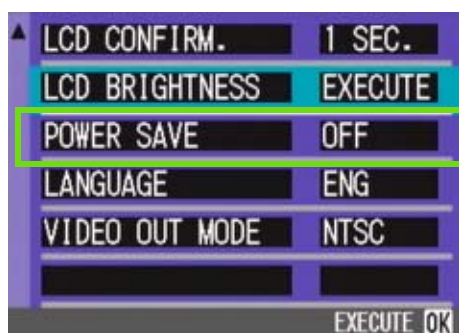 LCD CONFIRM. 1 SEC.
LCD BRIGHTNESS EXECUTE
POWER SAVE OFF
LANGUAGE ENG
VIDEO OUT MODE NTSC
EXECUTE OK